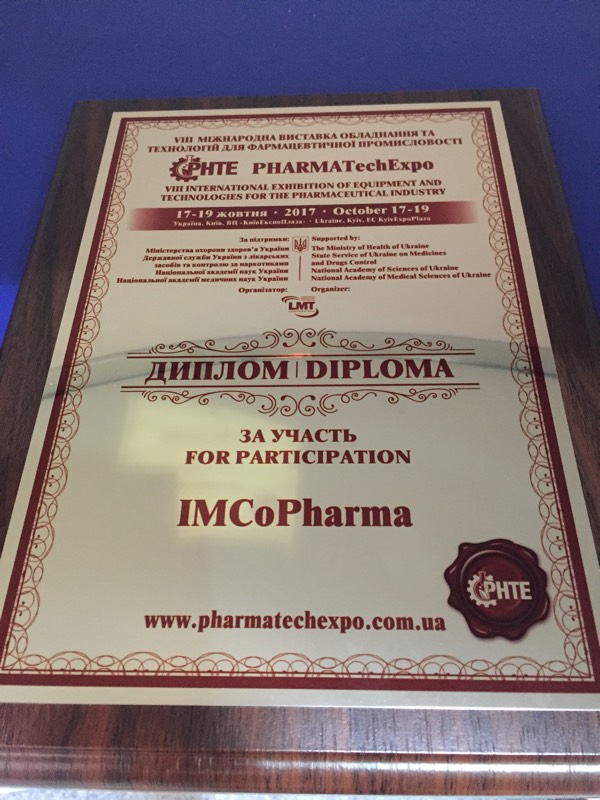 VIII МІЖНАРОДНА ВИСТАВКА ОБЛАДНАННЯ ТА
ТЕХНОЛОГІЙ ДЛЯ ФАРМАЦЕВТИЧНОЇ ПРОМИСЛОВОСТІ
PHTE PHARMATechExpo
VIII INTERNATIONAL EXHIBITION OF EQUIPMENT AND
TECHNOLOGIES FOR THE PHARMACEUTICAL INDUSTRY
17-19 жовтня • 2017 • October 17-19
Україна, Київ, ВЦ «КиївЕкспоПлаза» • Ukraine, Kyiv, EC KyivExpoPlaza
За підтримки:
Міністерства охорони здоров'я України
Державної служби України з лікарських
засобів та контролю за наркотиками
Національної академії наук України
Національної академії медичних наук України
Supported by:
The Ministry of Health of Ukraine
State Service of Ukraine on Medicines
and Drugs Control
National Academy of Sciences of Ukraine
National Academy of Medical Sciences of Ukraine
Організатор: Organizer:
LMT
ДИПЛОМ | DIPLOMA
ЗА УЧАСТЬ
FOR PARTICIPATION
IMCoPharma
PHTE
www.pharmatechexpo.com.ua